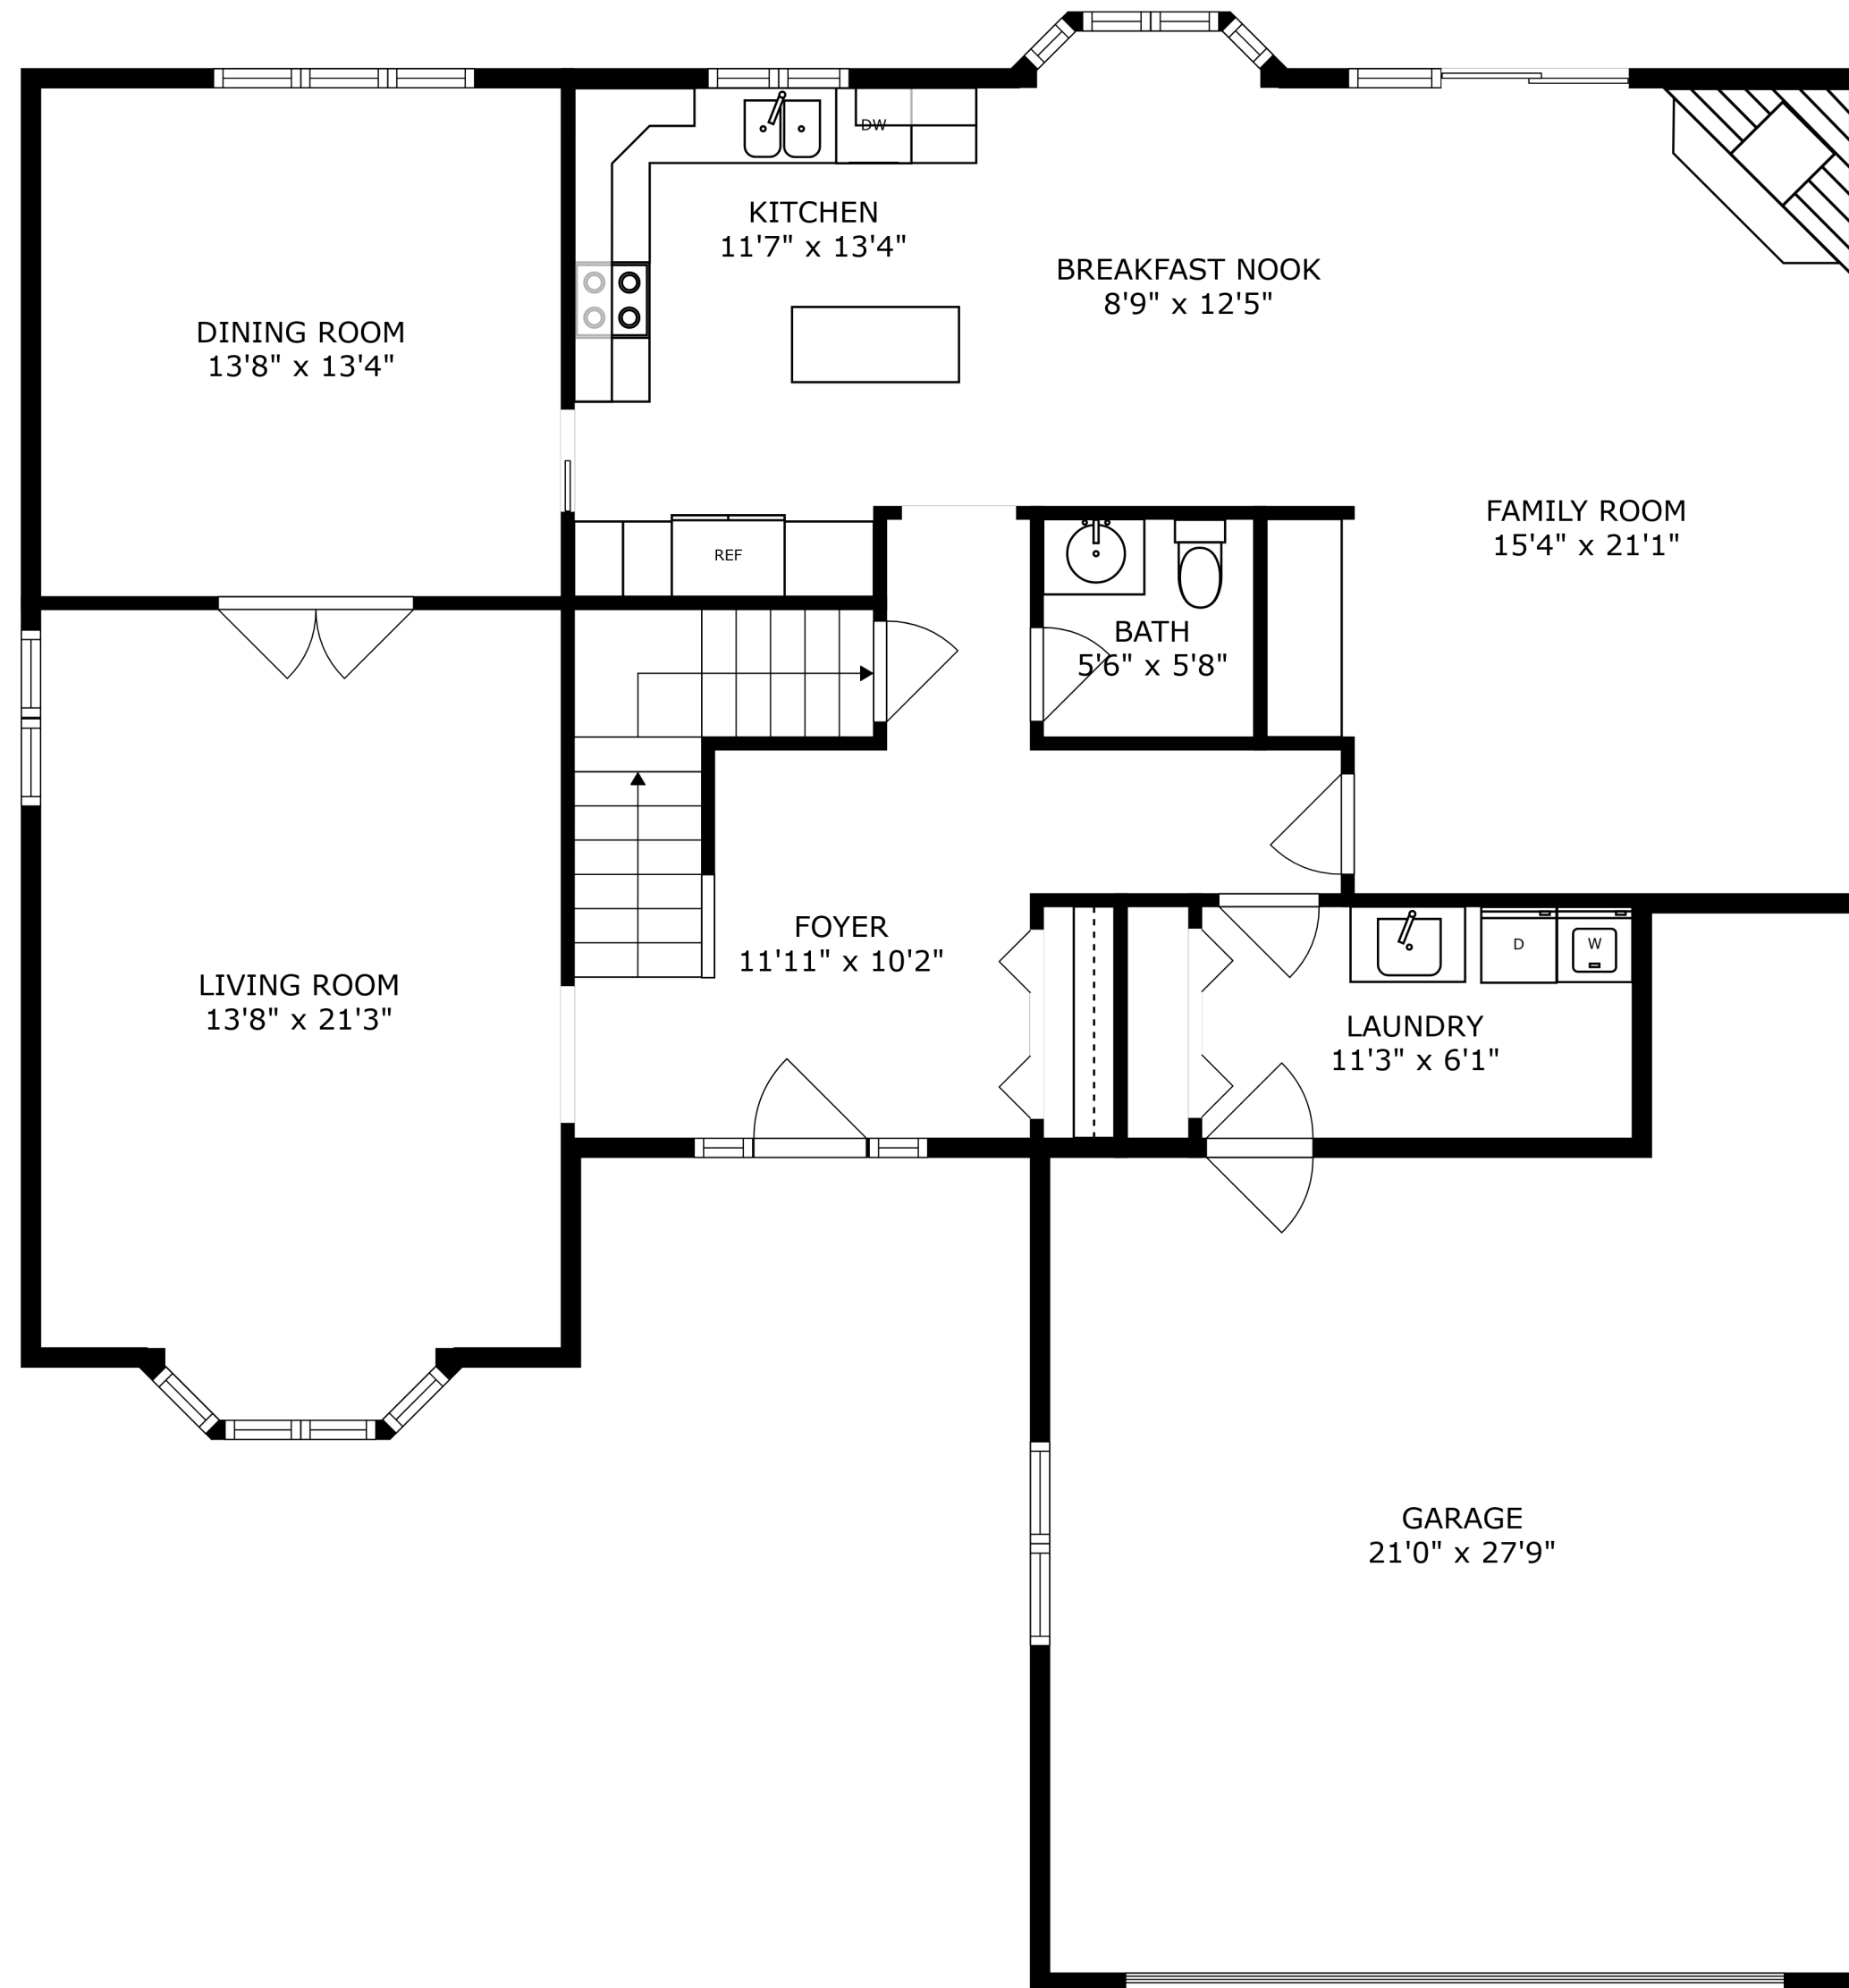 DW
KITCHEN
11'7" x 13'4"
BREAKFAST NOOK
8'9" x 12'5"
DINING ROOM
13'8" x 13'4"
FAMILY ROOM
15'4" x 21'1"
REF
BATH
5'6" x 5'8"
FOYER
11'11" x 10'2"
D
W
LIVING ROOM
13'8" x 21'3"
LAUNDRY
11'3" x 6'1"
GARAGE
21'0" x 27'9"